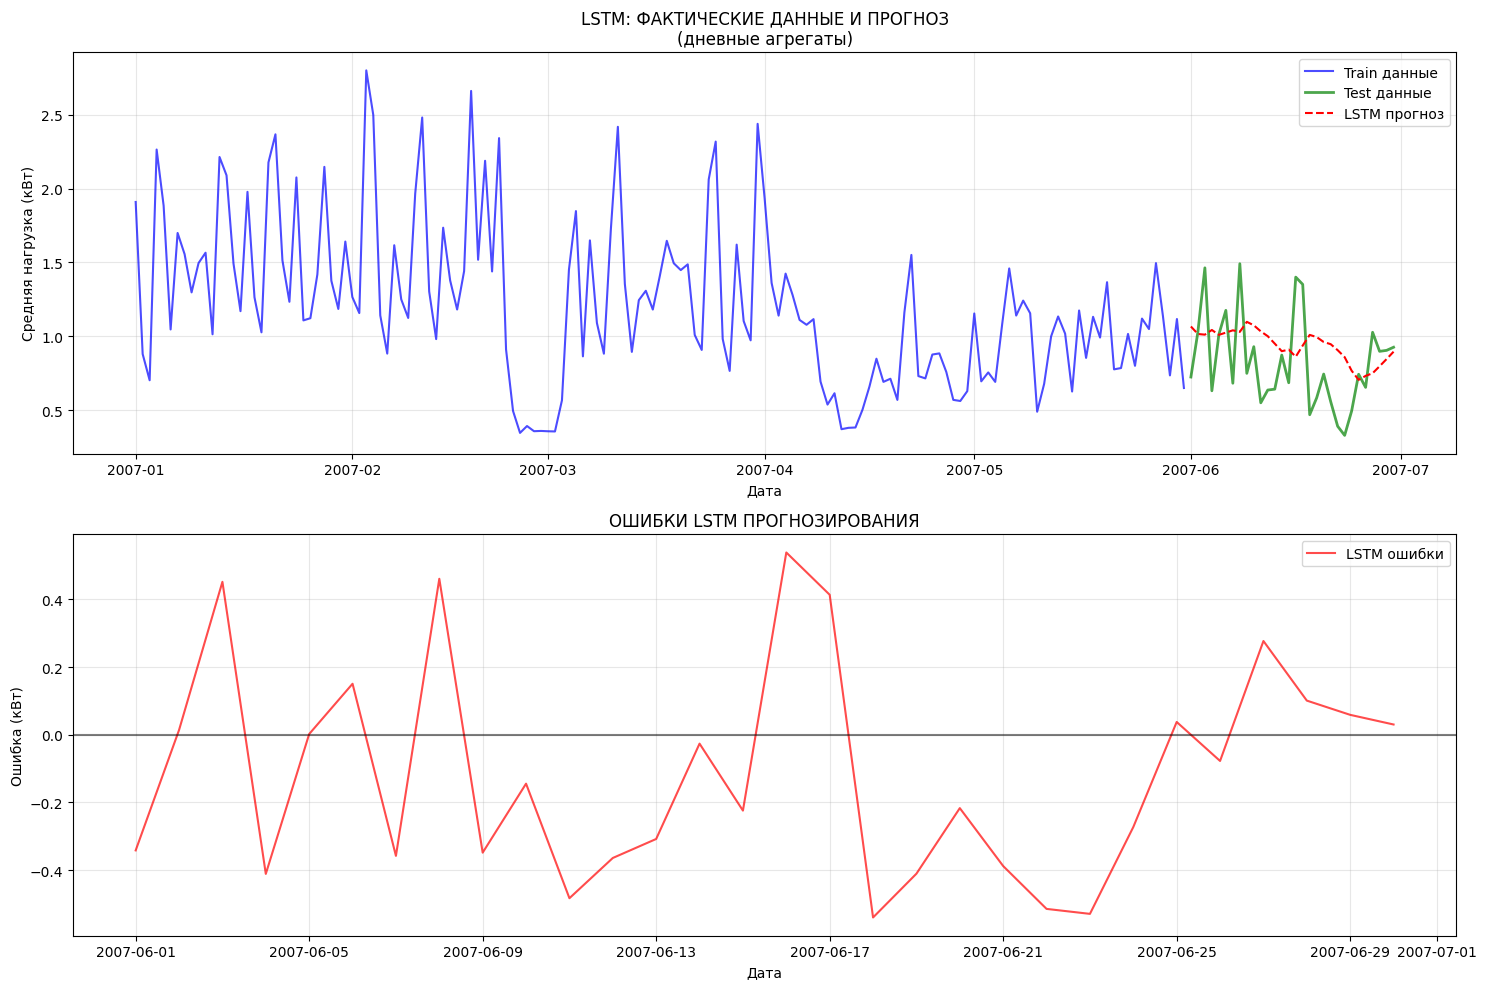 LSTM: ФАКТИЧЕСКИЕ ДАННЫЕ И ПРОГНОЗ
(дневные агрегаты)
Train данные
Test данные
LSTM прогноз
Средняя нагрузка (кВт)
2.5
2.0
1.5
1.0
0.5
2007-01
2007-02
2007-03
2007-04
2007-05
2007-06
2007-07
Дата
ОШИБКИ LSTM ПРОГНОЗИРОВАНИЯ
LSTM ошибки
Ошибка (кВт)
0.4
0.2
0.0
−0.2
−0.4
2007-06-01
2007-06-05
2007-06-09
2007-06-13
2007-06-17
2007-06-21
2007-06-25
2007-06-29
2007-07-01
Дата